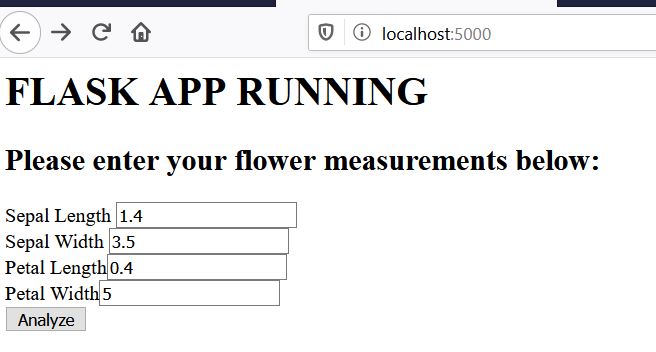 localhost:5000
FLASK APP RUNNING
Please enter your flower measurements below:
Sepal Length 1.4
Sepal Width 3.5
Petal Length 0.4
Petal Width 5
Analyze